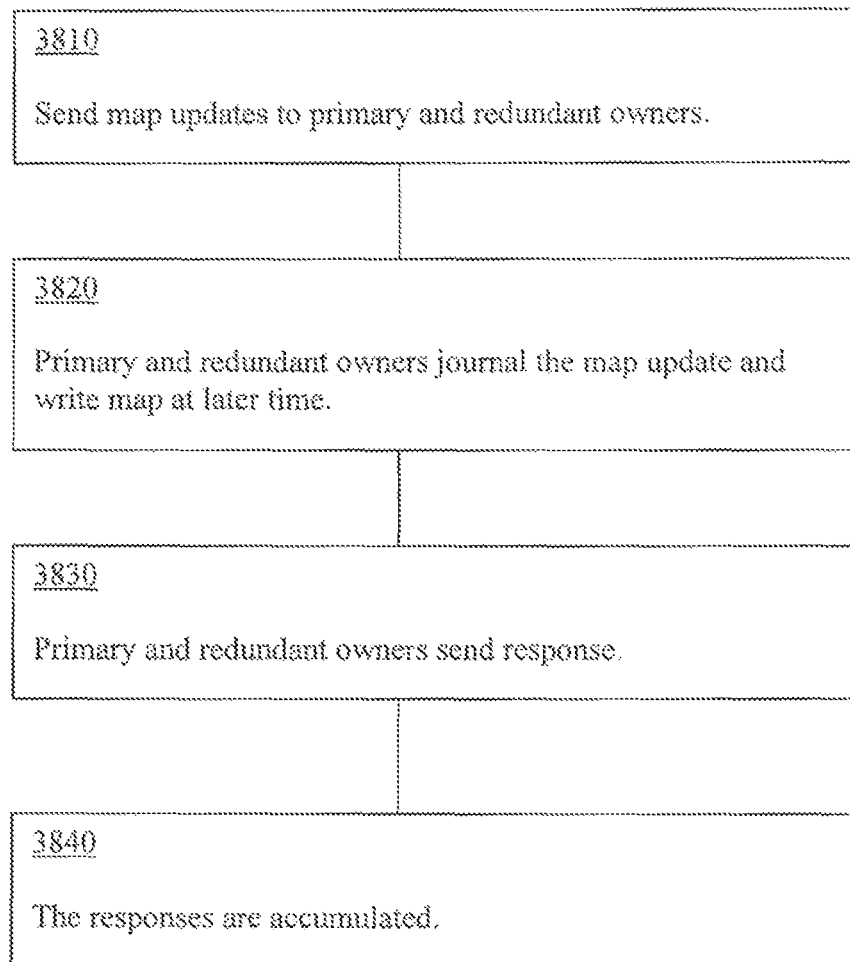 3810
Send map updates to primary and redundant owners.
3820
Primary and redundant owners journal the map update and
write map at later time.
3830
Primary and redundant owners send response.
3840
The responses are accumulated.